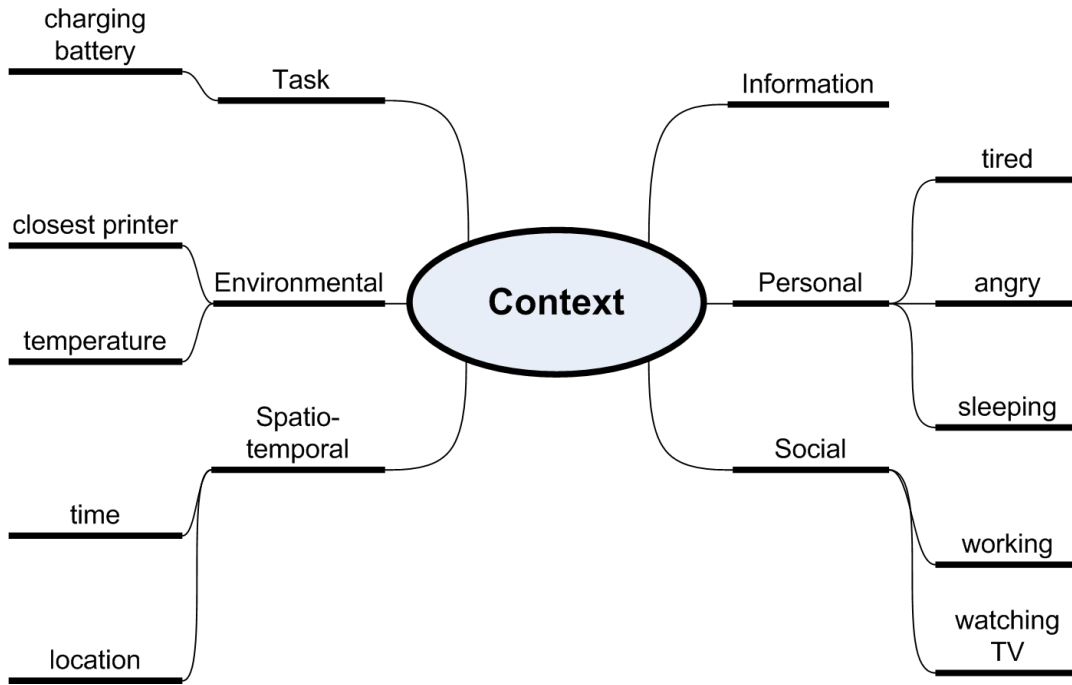 charging
battery
Task
closest printer
Environmental
temperature
Spatio-
temporal
time
location
Context
Information
Personal
tired
angry
sleeping
Social
working
watching
TV